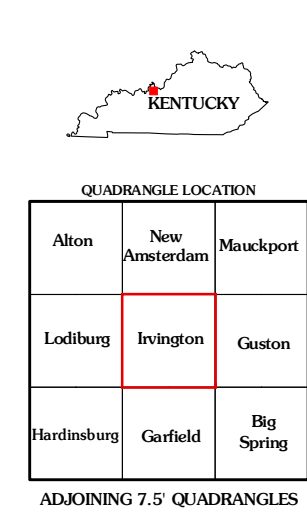 KENTUCKY
QUADRANGLE LOCATION
Alton
New
Amsterdam
Mauckport
Lodiburg
Irvington
Guston
Hardinsburg
Garfield
Big
Spring
ADJOINING 7.5' QUADRANGLES